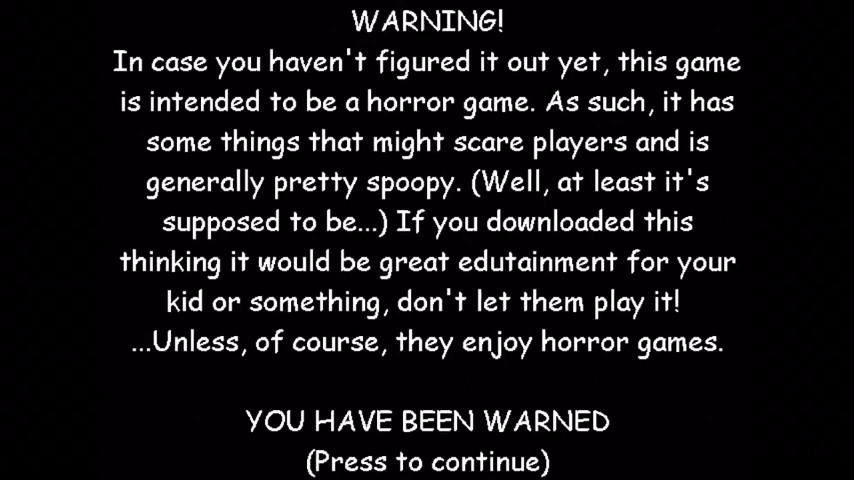 WARNING!
In case you haven't figured it out yet, this game
is intended to be a horror game. As such, it has
some things that might scare players and is
generally pretty spoopy. (Well, at least it's
supposed to be...) If you downloaded this
thinking it would be great edutainment for your
kid or something, don't let them play it!
...Unless, of course, they enjoy horror games.
YOU HAVE BEEN WARNED
(Press to continue)